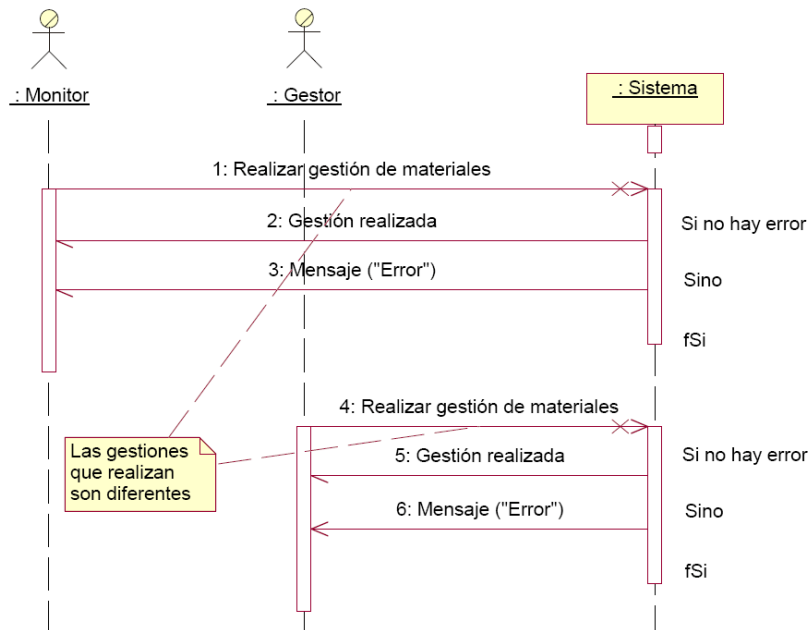 : Monitor
: Gestor
: Sistema
1: Realizar gestión de materiales
2: Gestión realizada
Si no hay error
3: Mensaje ("Error")
Sino
fSi
4: Realizar gestión de materiales
Las gestiones
que realizan
son diferentes
5: Gestión realizada
Si no hay error
6: Mensaje ("Error")
Sino
fSi